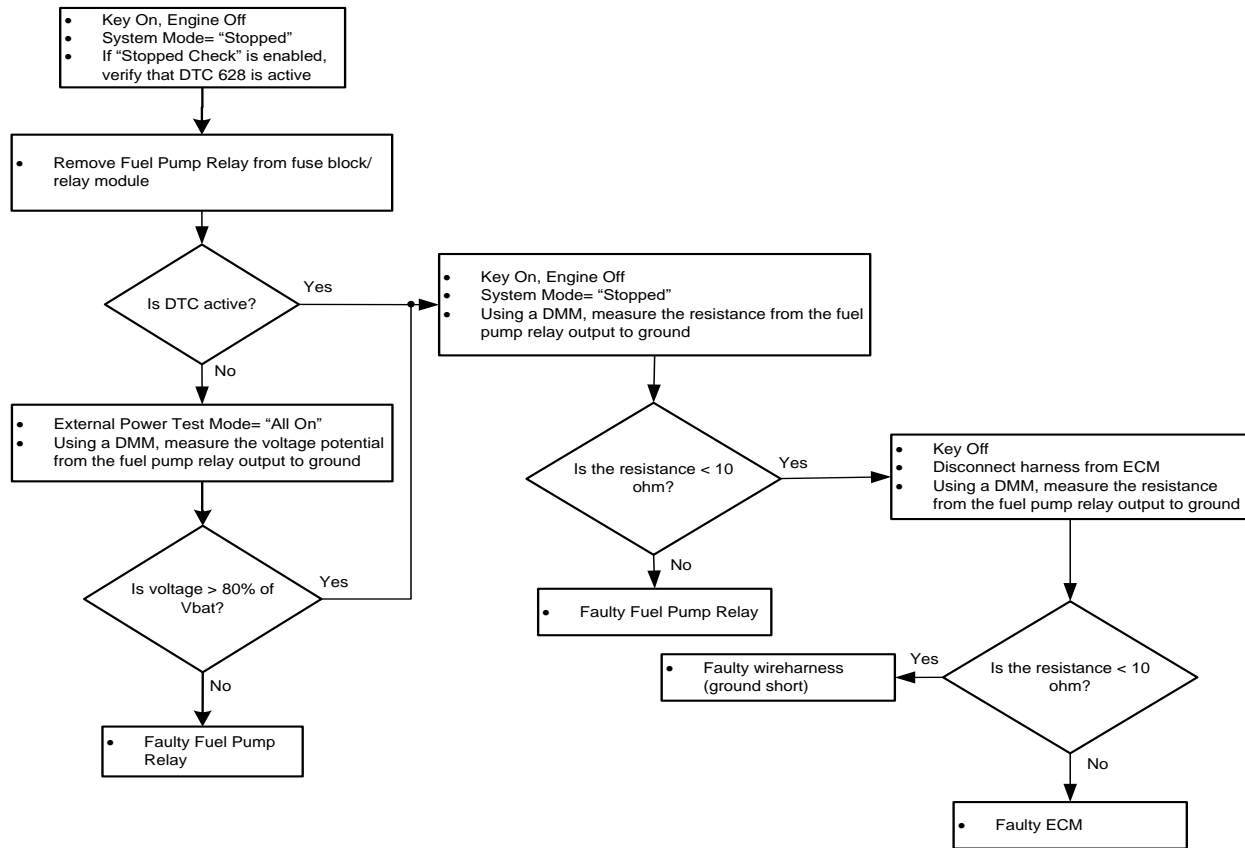 • Key On, Engine Off
• System Mode= “Stopped”
• If “Stopped Check” is enabled,
verify that DTC 628 is active
• Remove Fuel Pump Relay from fuse block/
relay module
Is DTC active?
Yes
No
• External Power Test Mode= “All On”
• Using a DMM, measure the voltage potential
from the fuel pump relay output to ground
Is voltage > 80% of
Vbat?
Yes
No
• Faulty Fuel Pump
Relay
• Key On, Engine Off
• System Mode= “Stopped”
• Using a DMM, measure the resistance from the fuel
pump relay output to ground
Is the resistance < 10
ohm?
Yes
No
• Faulty Fuel Pump Relay
• Key Off
• Disconnect harness from ECM
• Using a DMM, measure the resistance
from the fuel pump relay output to ground
Is the resistance < 10
ohm?
Yes
• Faulty wireharness
(ground short)
No
• Faulty ECM